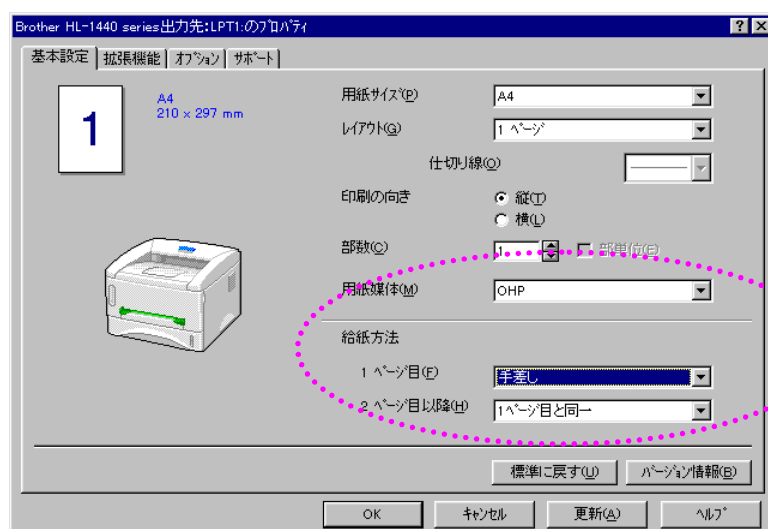 Brother HL-1440 series出力先:LPT1:のプロパティ
基本設定 拡張機能 オプション サポート
1
A4
210 x 297 mm
用紙サイズ(P) A4
レイアウト(G) 1 ページ
仕切り線(O)
印刷の向き 縦(T)
横(L)
部数(C) 1 部単位(E)
用紙媒体(M) OHP
給紙方法
1 ページ目(F) 手差し
2 ページ目以降(H) 1ページ目と同一
標準に戻す(U) バージョン情報(B)
OK キャンセル 更新(A) ヘルプ